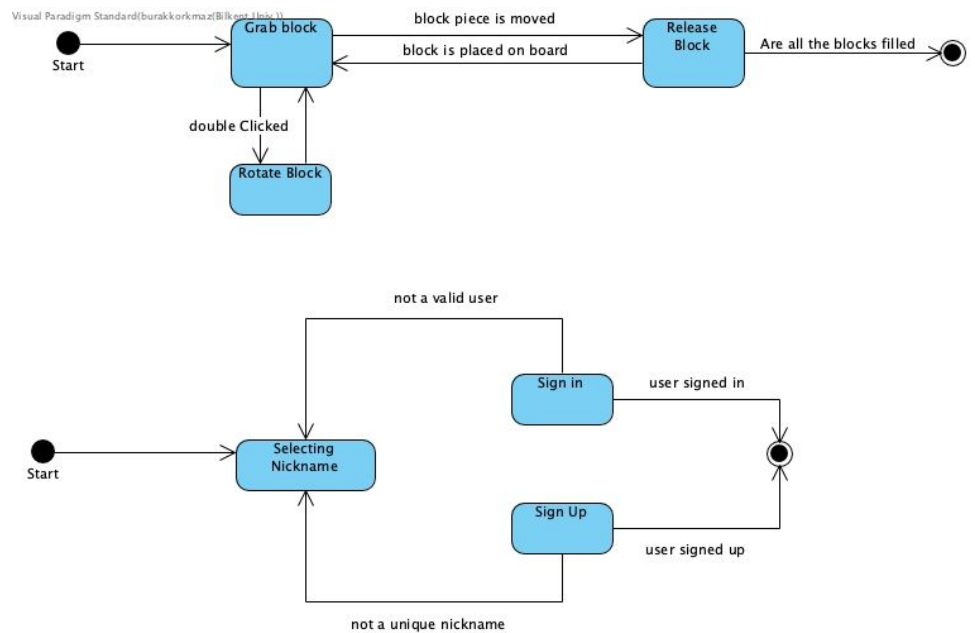 Visual Paradigm Standard(burakkorkmaz(Bilkent Univ.))
Start
Grab block
block piece is moved
block is placed on board
Release
Block
Are all the blocks filled
double Clicked
Rotate Block
not a valid user
Start
Selecting
Nickname
Sign in
user signed in
Sign Up
user signed up
not a unique nickname